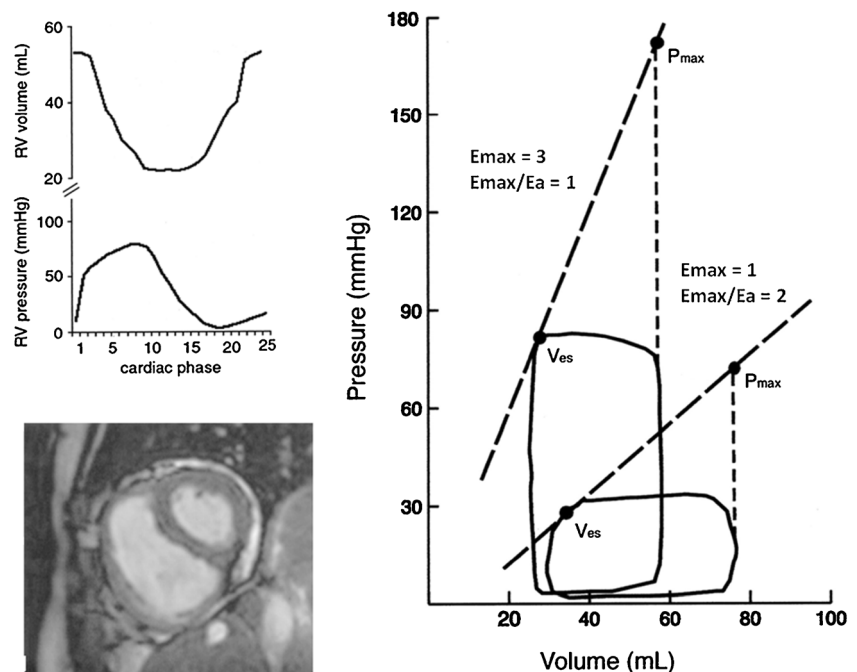 60
40
20
RV volume (mL)
100
50
0
RV pressure (mmHg)
1 5 10 15 20 25
cardiac phase
180
150
120
90
60
30
Pressure (mmHg)
Pmax
Emax = 3
Emax/Ea = 1
Emax = 1
Emax/Ea = 2
Ves
Pmax
Ves
20 40 60 80 100
Volume (mL)